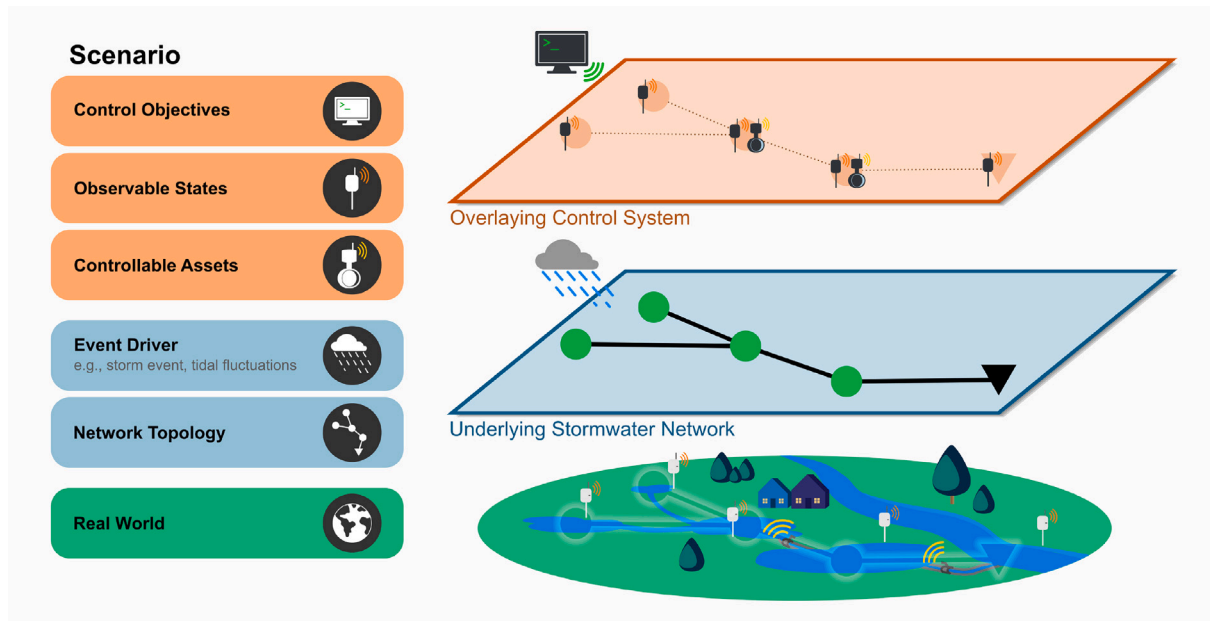 Scenario
Control Objectives
Observable States
Controllable Assets
Event Driver
e.g., storm event, tidal fluctuations
Network Topology
Real World
>_
>_
Overlaying Control System
Underlying Stormwater Network